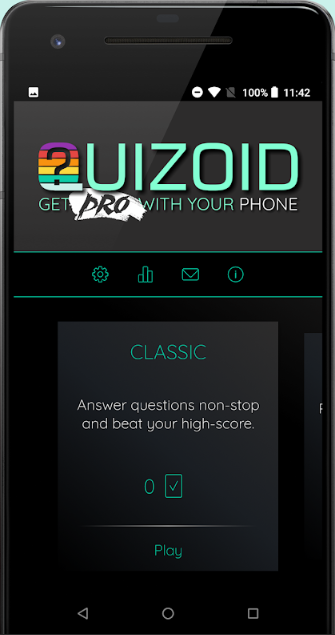 100% 11:42
QUIZOID
GET PRO WITH YOUR PHONE
CLASSIC
Answer questions non-stop
and beat your high-score.
0
Play